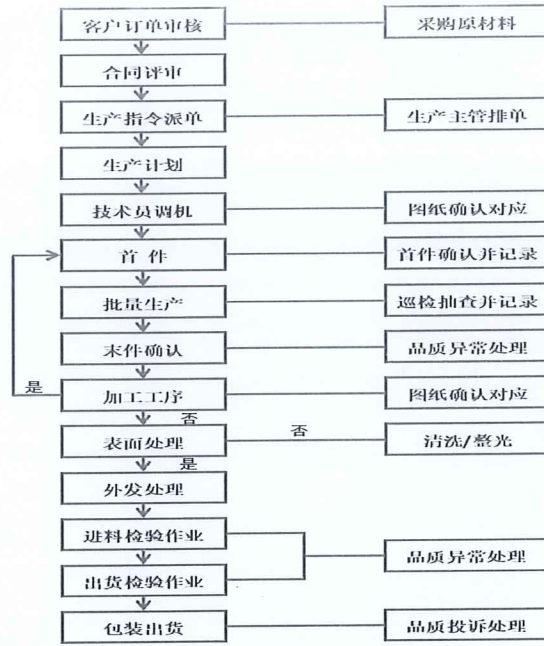 客户订单审核
采购原材料
合同评审
生产指令派单
生产主管排单
生产计划
技术员调机
图纸确认对应
首 件
首件确认并记录
批量生产
巡检抽查并记录
末件确认
品质异常处理
是
加工工序
图纸确认对应
否
表面处理
否
清洗/整光
是
外发处理
进料检验作业
品质异常处理
出货检验作业
包装出货
品质投诉处理